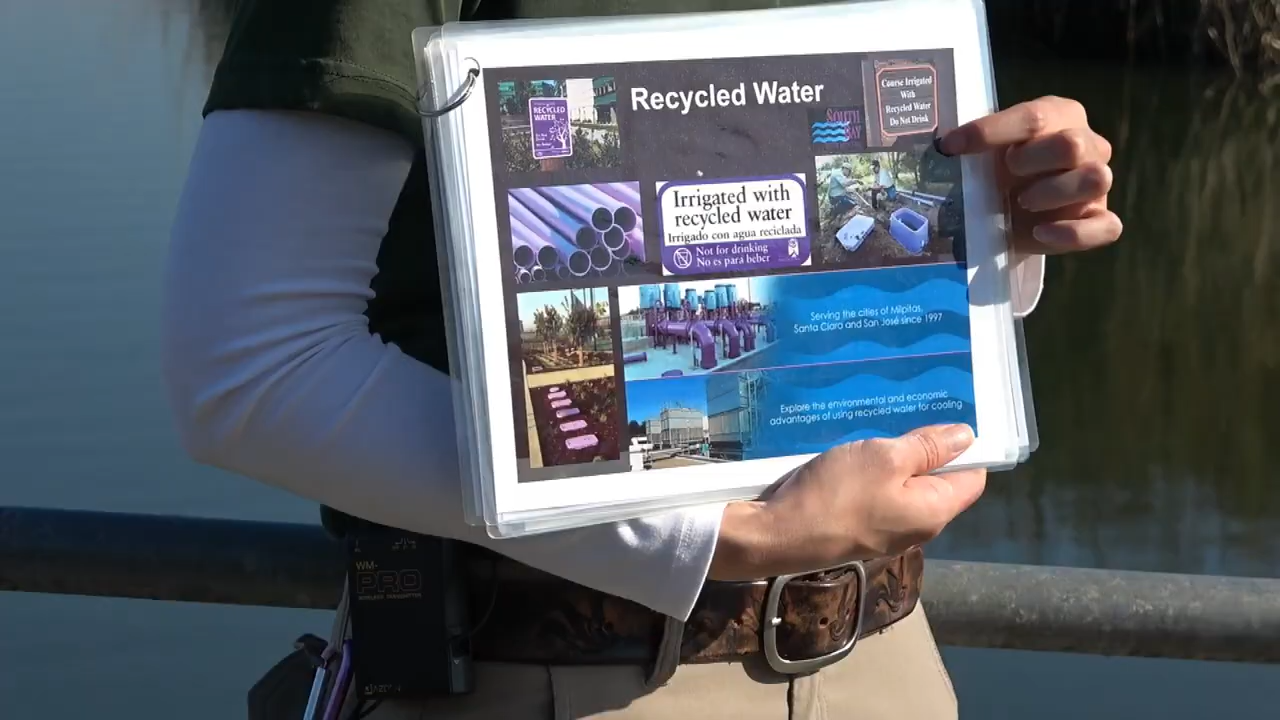 Recycled Water
RECYCLED
WATER
SOUTH
BAY
Course Irrigated
With
Recycled Water
Do Not Drink
Irrigated with
recycled water
Irrigado con agua reciclada
Not for drinking
No es para beber
Serving the cities of Milpitas,
Santa Clara and San José since 1997
Explore the environmental and economic
advantages of using recycled water for cooling
WM-
PRO
WIRELESS TRANSMITTER